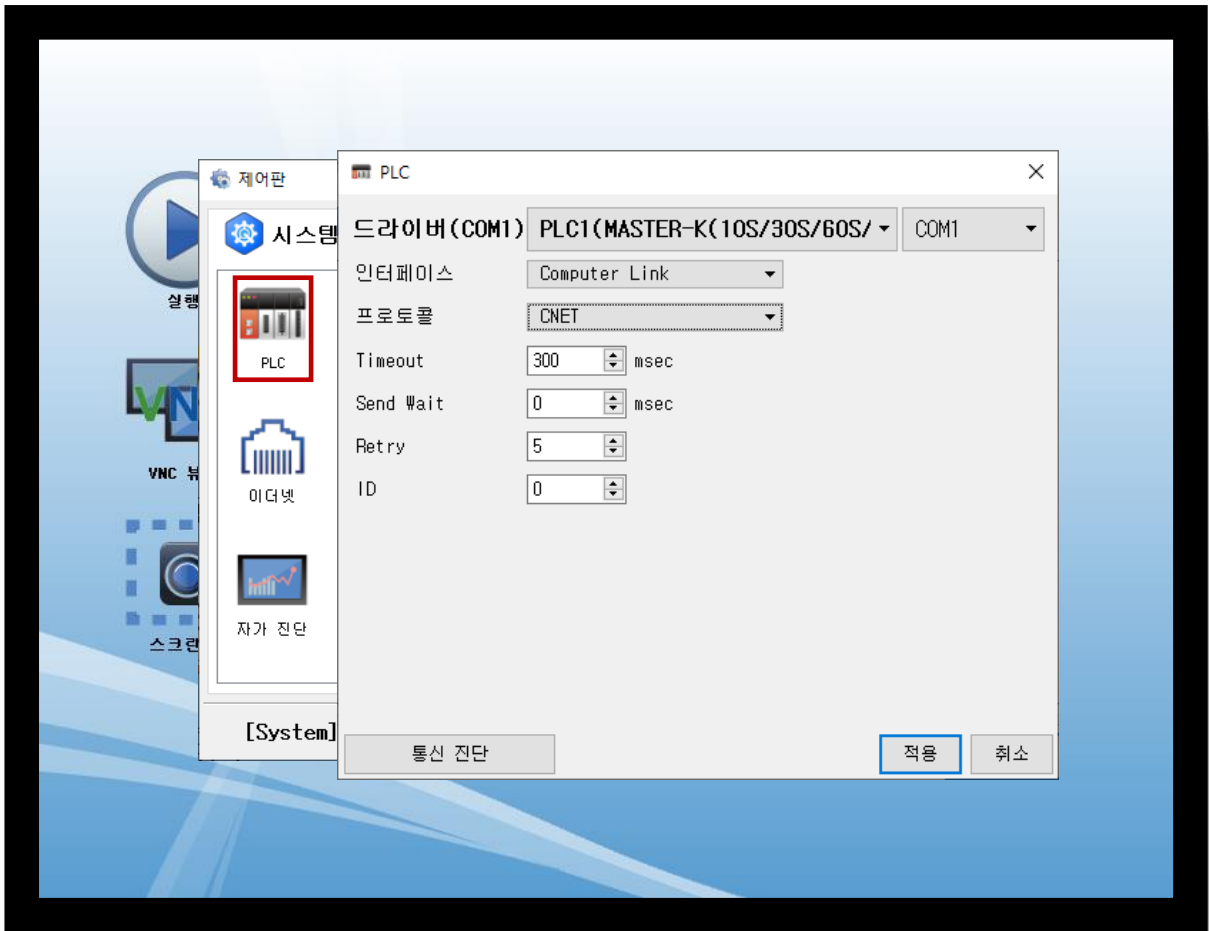 실행
VNC 뷰
스크린
제어판
시스템
PLC
이더넷
자가 진단
[System]
PLC
드라이버(COM1) PLC1(MASTER-K(10S/30S/60S/ COM1
인터페이스 Computer Link
프로토콜 CNET
Timeout 300 msec
Send Wait 0 msec
Retry 5
ID 0
통신 진단 적용 취소